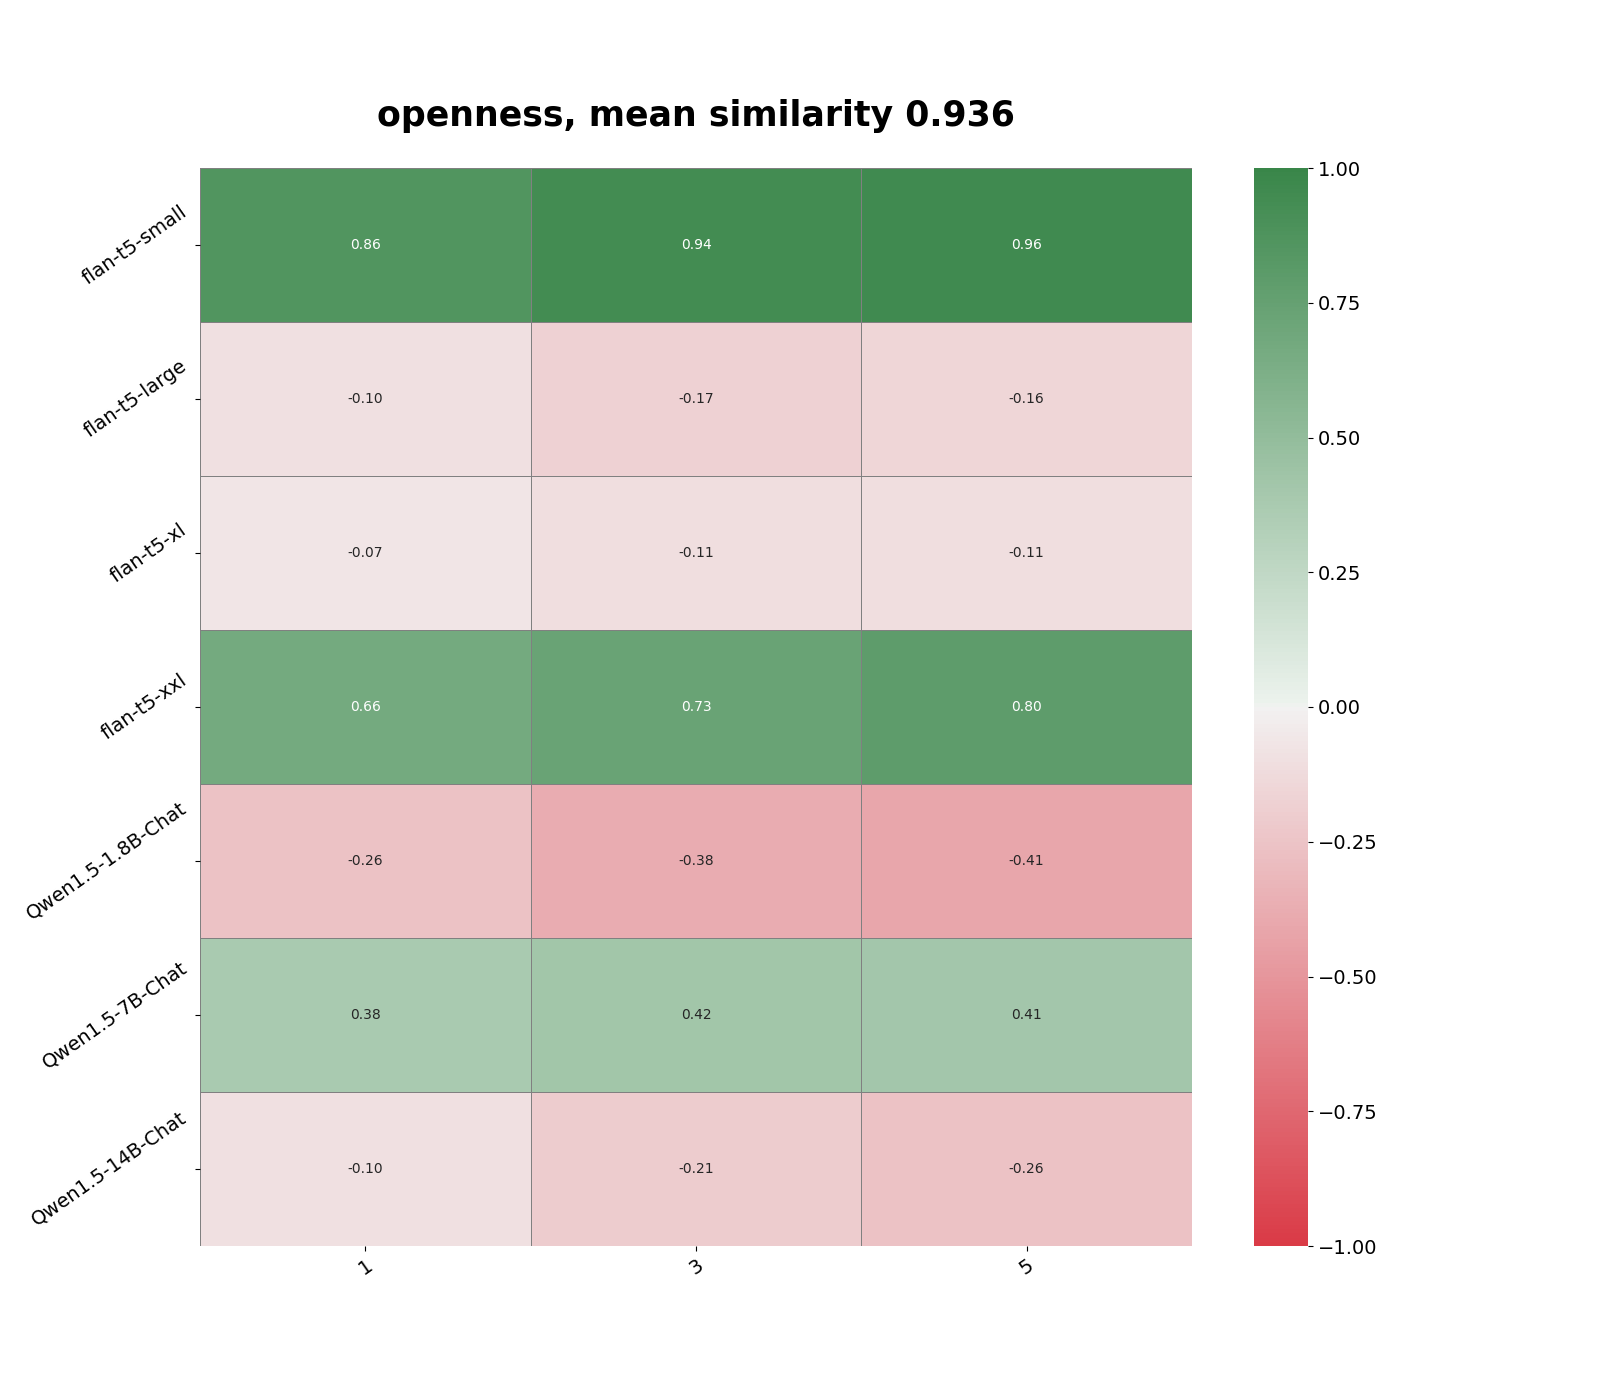 openness, mean similarity 0.936
flan-t5-small
0.86 0.94 0.96
flan-t5-large
-0.10 -0.17 -0.16
flan-t5-xl
-0.07 -0.11 -0.11
flan-t5-xxl
0.66 0.73 0.80
Qwen1.5-1.8B-Chat
-0.26 -0.38 -0.41
Qwen1.5-7B-Chat
0.38 0.42 0.41
Qwen1.5-14B-Chat
-0.10 -0.21 -0.26
1 3 5
1.00
0.75
0.50
0.25
0.00
−0.25
−0.50
−0.75
−1.00